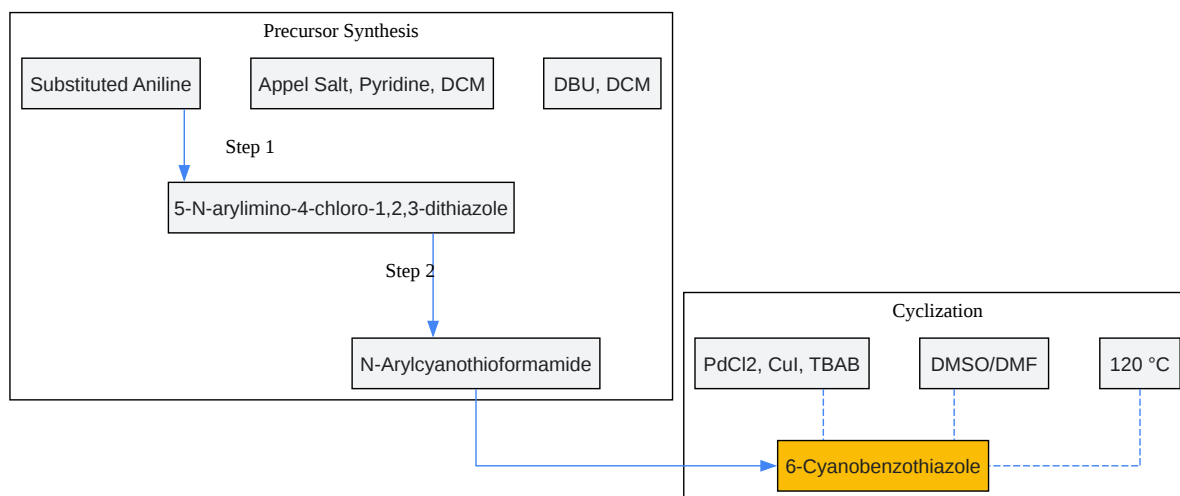 Precursor Synthesis
Substituted Aniline
Appel Salt, Pyridine, DCM
DBU, DCM
Step 1
5-N-arylimino-4-chloro-1,2,3-dithiazole
Step 2
N-Arylcyanothioformamide
Cyclization
PdCl2, CuI, TBAB
DMSO/DMF
120 °C
6-Cyanobenzothiazole